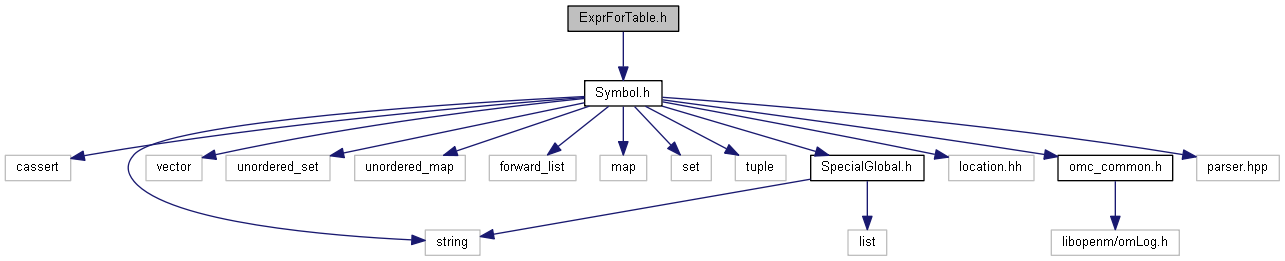 ExprForTable.h
Symbol.h
cassert
vector
unordered_set
unordered_map
forward_list
map
set
tuple
SpecialGlobal.h
location.hh
omc_common.h
parser.hpp
string
list
libopenm/omLog.h